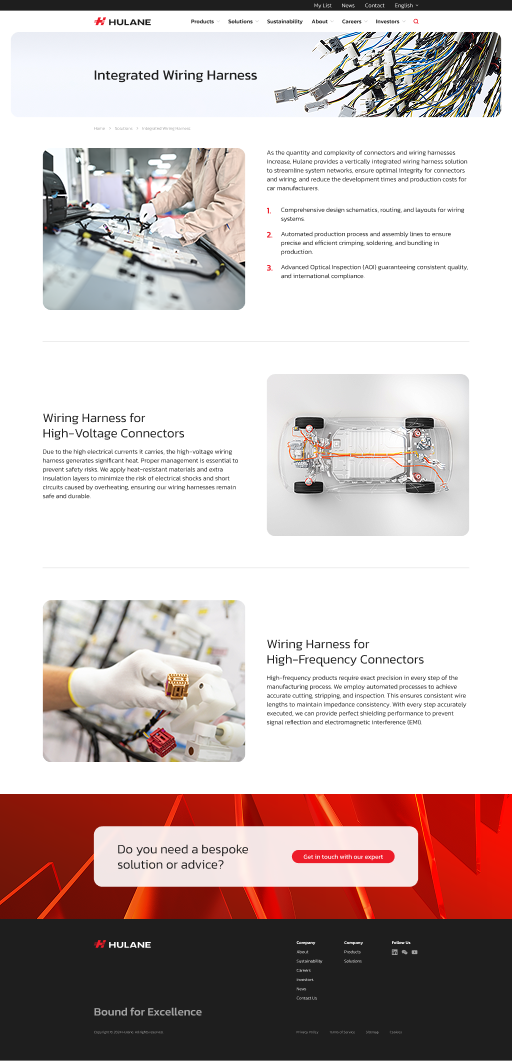 My List News Contact English
HULANE
Products Solutions Sustainability About Careers Investors
Integrated Wiring Harness
Home > Solutions > Integrated Wiring Harness
As the quantity and complexity of connectors and wiring harnesses
increase, Hulane provides a vertically integrated wiring harness solution
to streamline system networks, ensure optimal integrity for connectors
and wiring, and reduce the development times and production costs for
car manufacturers.
1. Comprehensive design schematics, routing, and layouts for wiring
systems.
2. Automated production process and assembly lines to ensure
precise and efficient crimping, soldering, and bundling in
production.
3. Advanced Optical Inspection (AOI) guaranteeing consistent quality,
and international compliance.
Wiring Harness for
High-Voltage Connectors
Due to the high electrical currents it carries, the high-voltage wiring
harness generates significant heat. Proper management is essential to
prevent safety risks. We apply heat-resistant materials and extra
insulation layers to minimize the risk of electrical shocks and short
circuits caused by overheating, ensuring our wiring harnesses remain
safe and durable.
Wiring Harness for
High-Frequency Connectors
High-frequency products require exact precision in every step of the
manufacturing process. We employ automated processes to achieve
accurate cutting, stripping, and inspection. This ensures consistent wire
lengths to maintain impedance consistency. With every step accurately
executed, we can provide perfect shielding performance to prevent
signal reflection and electromagnetic interference (EMI).
Do you need a bespoke
solution or advice?
Get in touch with our expert
HULANE
Company
About
Sustainability
Careers
Investors
News
Contact Us
Company
Products
Solutions
Follow Us
Bound for Excellence
Privacy Policy Terms of Service Sitemap Cookies